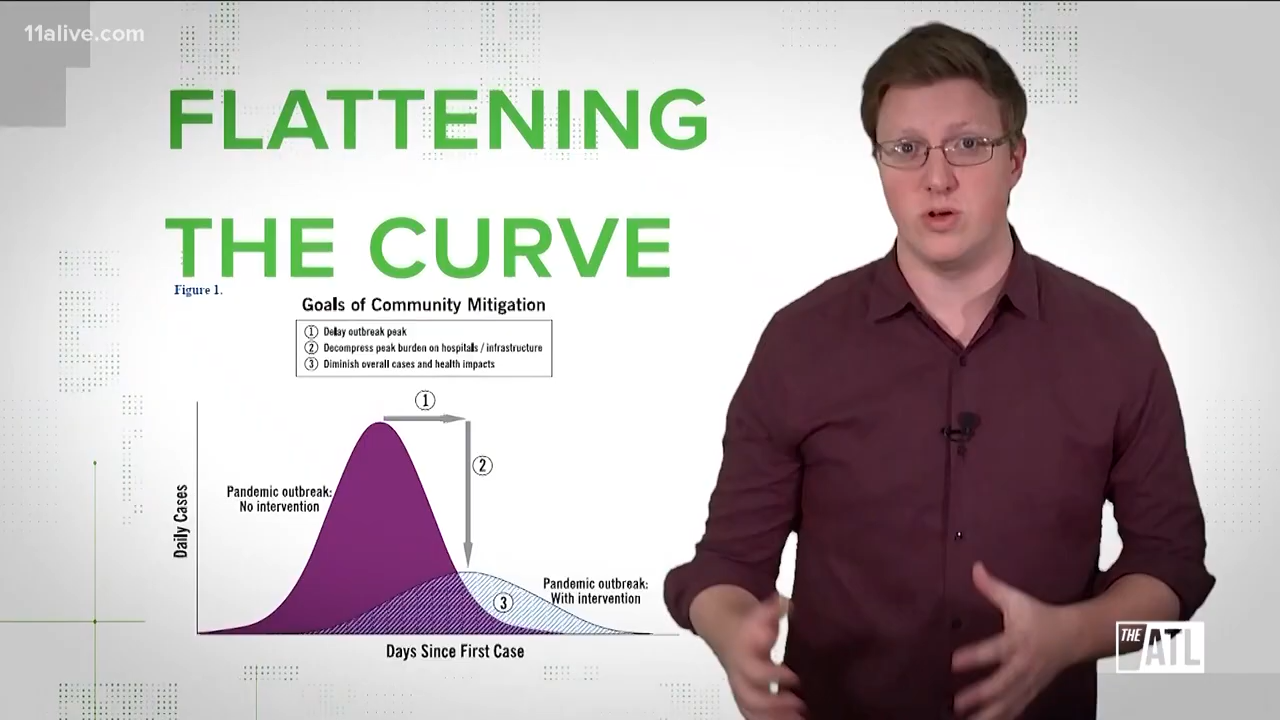 11alive.com
FLATTENING
THE CURVE
Figure 1.
Goals of Community Mitigation
① Delay outbreak peak
② Decompress peak burden on hospitals / infrastructure
③ Diminish overall cases and health impacts
①
②
Pandemic outbreak:
No intervention
Daily Cases
Pandemic outbreak:
With intervention
③
Days Since First Case
THE ATL